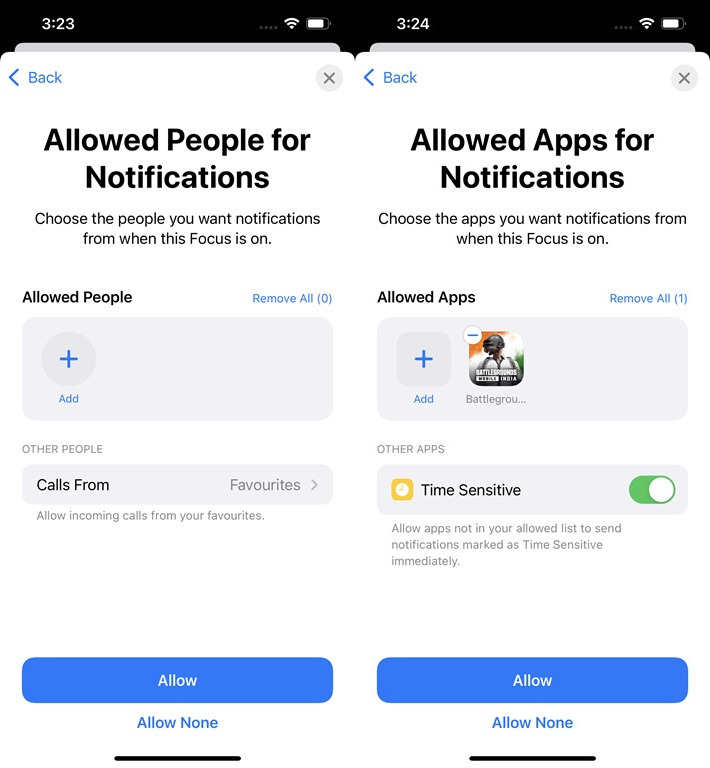 3:23
Back
Allowed People for
Notifications
Choose the people you want notifications
from when this Focus is on.
Allowed People
Remove All (0)
Add
OTHER PEOPLE
Calls From
Favourites
Allow incoming calls from your favourites.
Allow
Allow None
3:24
Back
Allowed Apps for
Notifications
Choose the apps you want notifications from
when this Focus is on.
Allowed Apps
Remove All (1)
Add
BATTLEGROUNDS
MOBILE INDIA
Battlegrou...
OTHER APPS
Time Sensitive
Allow apps not in your allowed list to send
notifications marked as Time Sensitive
immediately.
Allow
Allow None